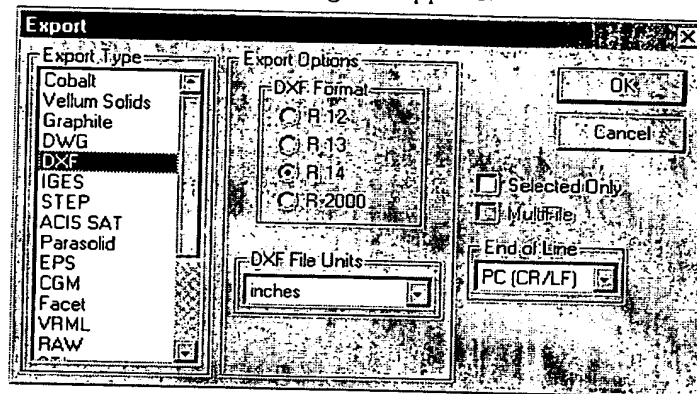 Export
Export Type
Cobalt
Vellum Solids
Graphite
DWG
DXF
IGES
STEP
ACIS SAT
Parasolid
EPS
CGM
Facet
VRML
RAW
Export Options
DXF Format
R 12
R 13
R 14
R 2000
DXF File Units
inches
OK
Cancel
Selected Only
MultiFile
End of Line
PC (CR/LF)